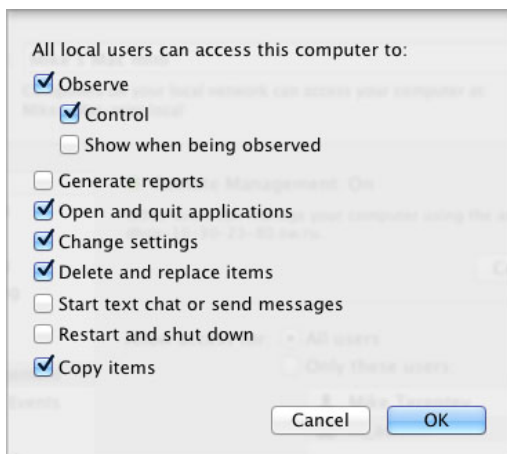 All local users can access this computer to:
Observe
Control
Show when being observed
Generate reports
Open and quit applications
Change settings
Delete and replace items
Start text chat or send messages
Restart and shut down
Copy items
Cancel OK